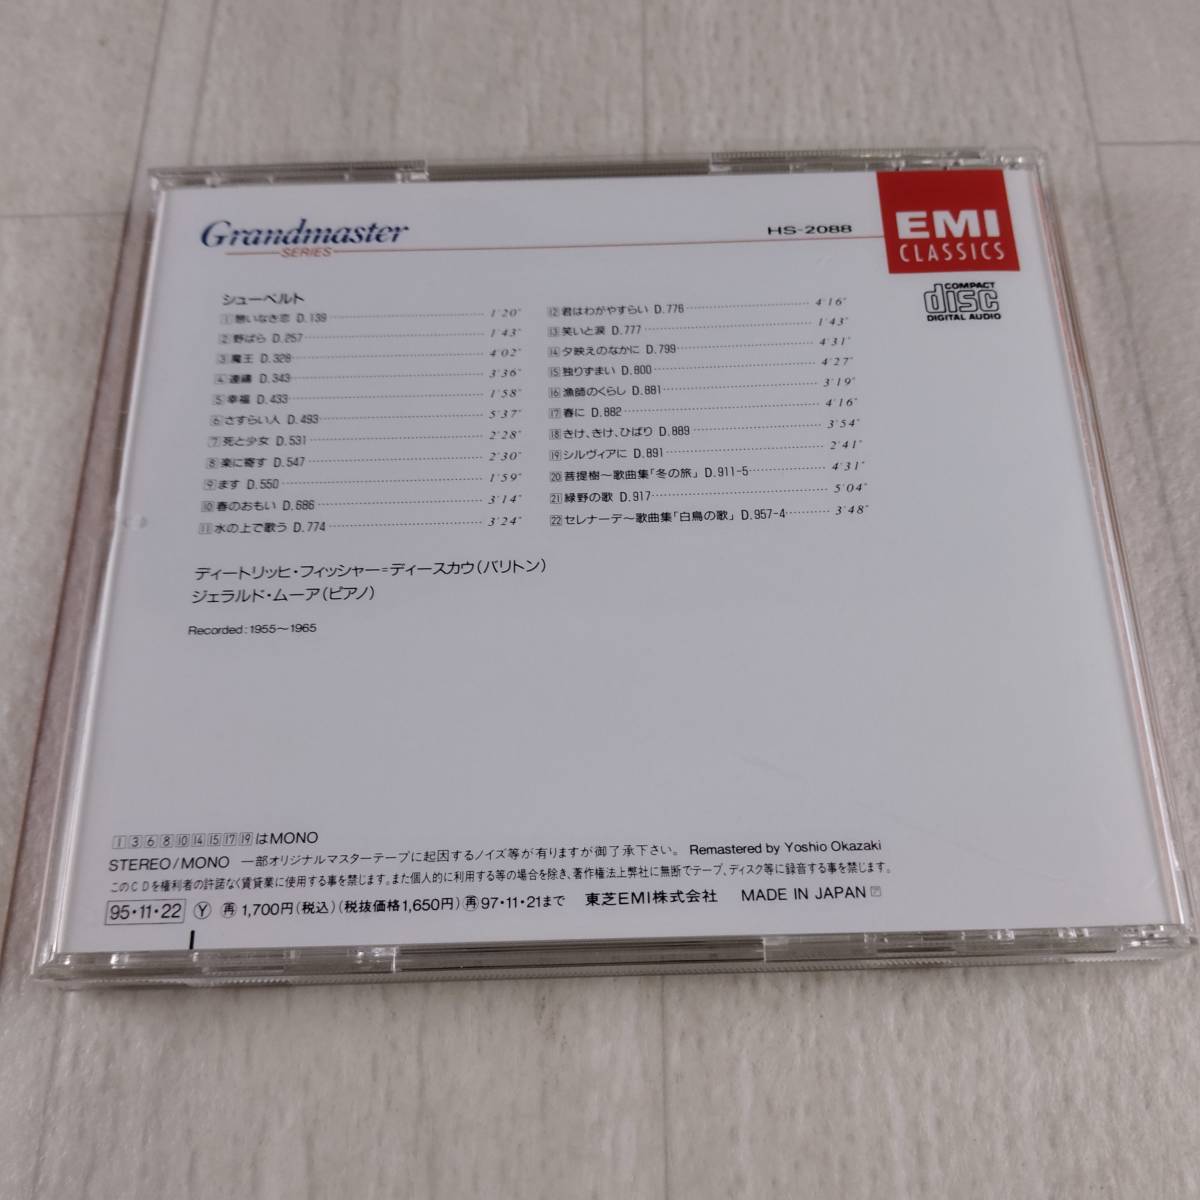 Grandmaster
SERIES
HS-2088
EMI
CLASSICS
COMPACT
disc
DIGITAL AUDIO
シューベルト
1 憩いなき恋 D.139 1'20"
2 野ばら D.257 1'43"
3 魔王 D.328 4'02"
4 連禱 D.343 3'36"
5 幸福 D.433 1'58"
6 さすらい人 D.493 5'37"
7 死と少女 D.531 2'28"
8 楽に寄す D.547 2'30"
9 ます D.550 1'59"
10 春のおもい D.686 3'14"
11 水の上で歌う D.774 3'24"
12 君はわがやすらい D.776 4'16"
13 笑いと涙 D.777 1'43"
14 夕映えのなかに D.799 4'31"
15 独りずまい D.800 4'27"
16 漁師のくらし D.881 3'19"
17 春に D.882 4'16"
18 きけ、きけ、ひばり D.889 3'54"
19 シルヴィアに D.891 2'41"
20 菩提樹〜歌曲集「冬の旅」 D.911-5 4'31"
21 緑野の歌 D.917 5'04"
22 セレナーデ〜歌曲集「白鳥の歌」 D.957-4 3'48"
ディートリッヒ・フィッシャー=ディースカウ(バリトン)
ジェラルド・ムーア(ピアノ)
Recorded:1955〜1965
1 3 6 8 10 14 15 17 19 はMONO
STEREO/MONO 一部オリジナルマスターテープに起因するノイズ等が有りますが御了承下さい。 Remastered by Yoshio Okazaki
このCDを権利者の許諾なく賃貸業に使用する事を禁じます。また個人的に利用する等の場合を除き、著作権法上弊社に無断でテープ、ディスク等に録音する事を禁じます。
95・11・22 Ⓨ ㊢1,700円(税込)(税抜価格1,650円)㊢97・11・21まで 東芝EMI株式会社 MADE IN JAPAN P